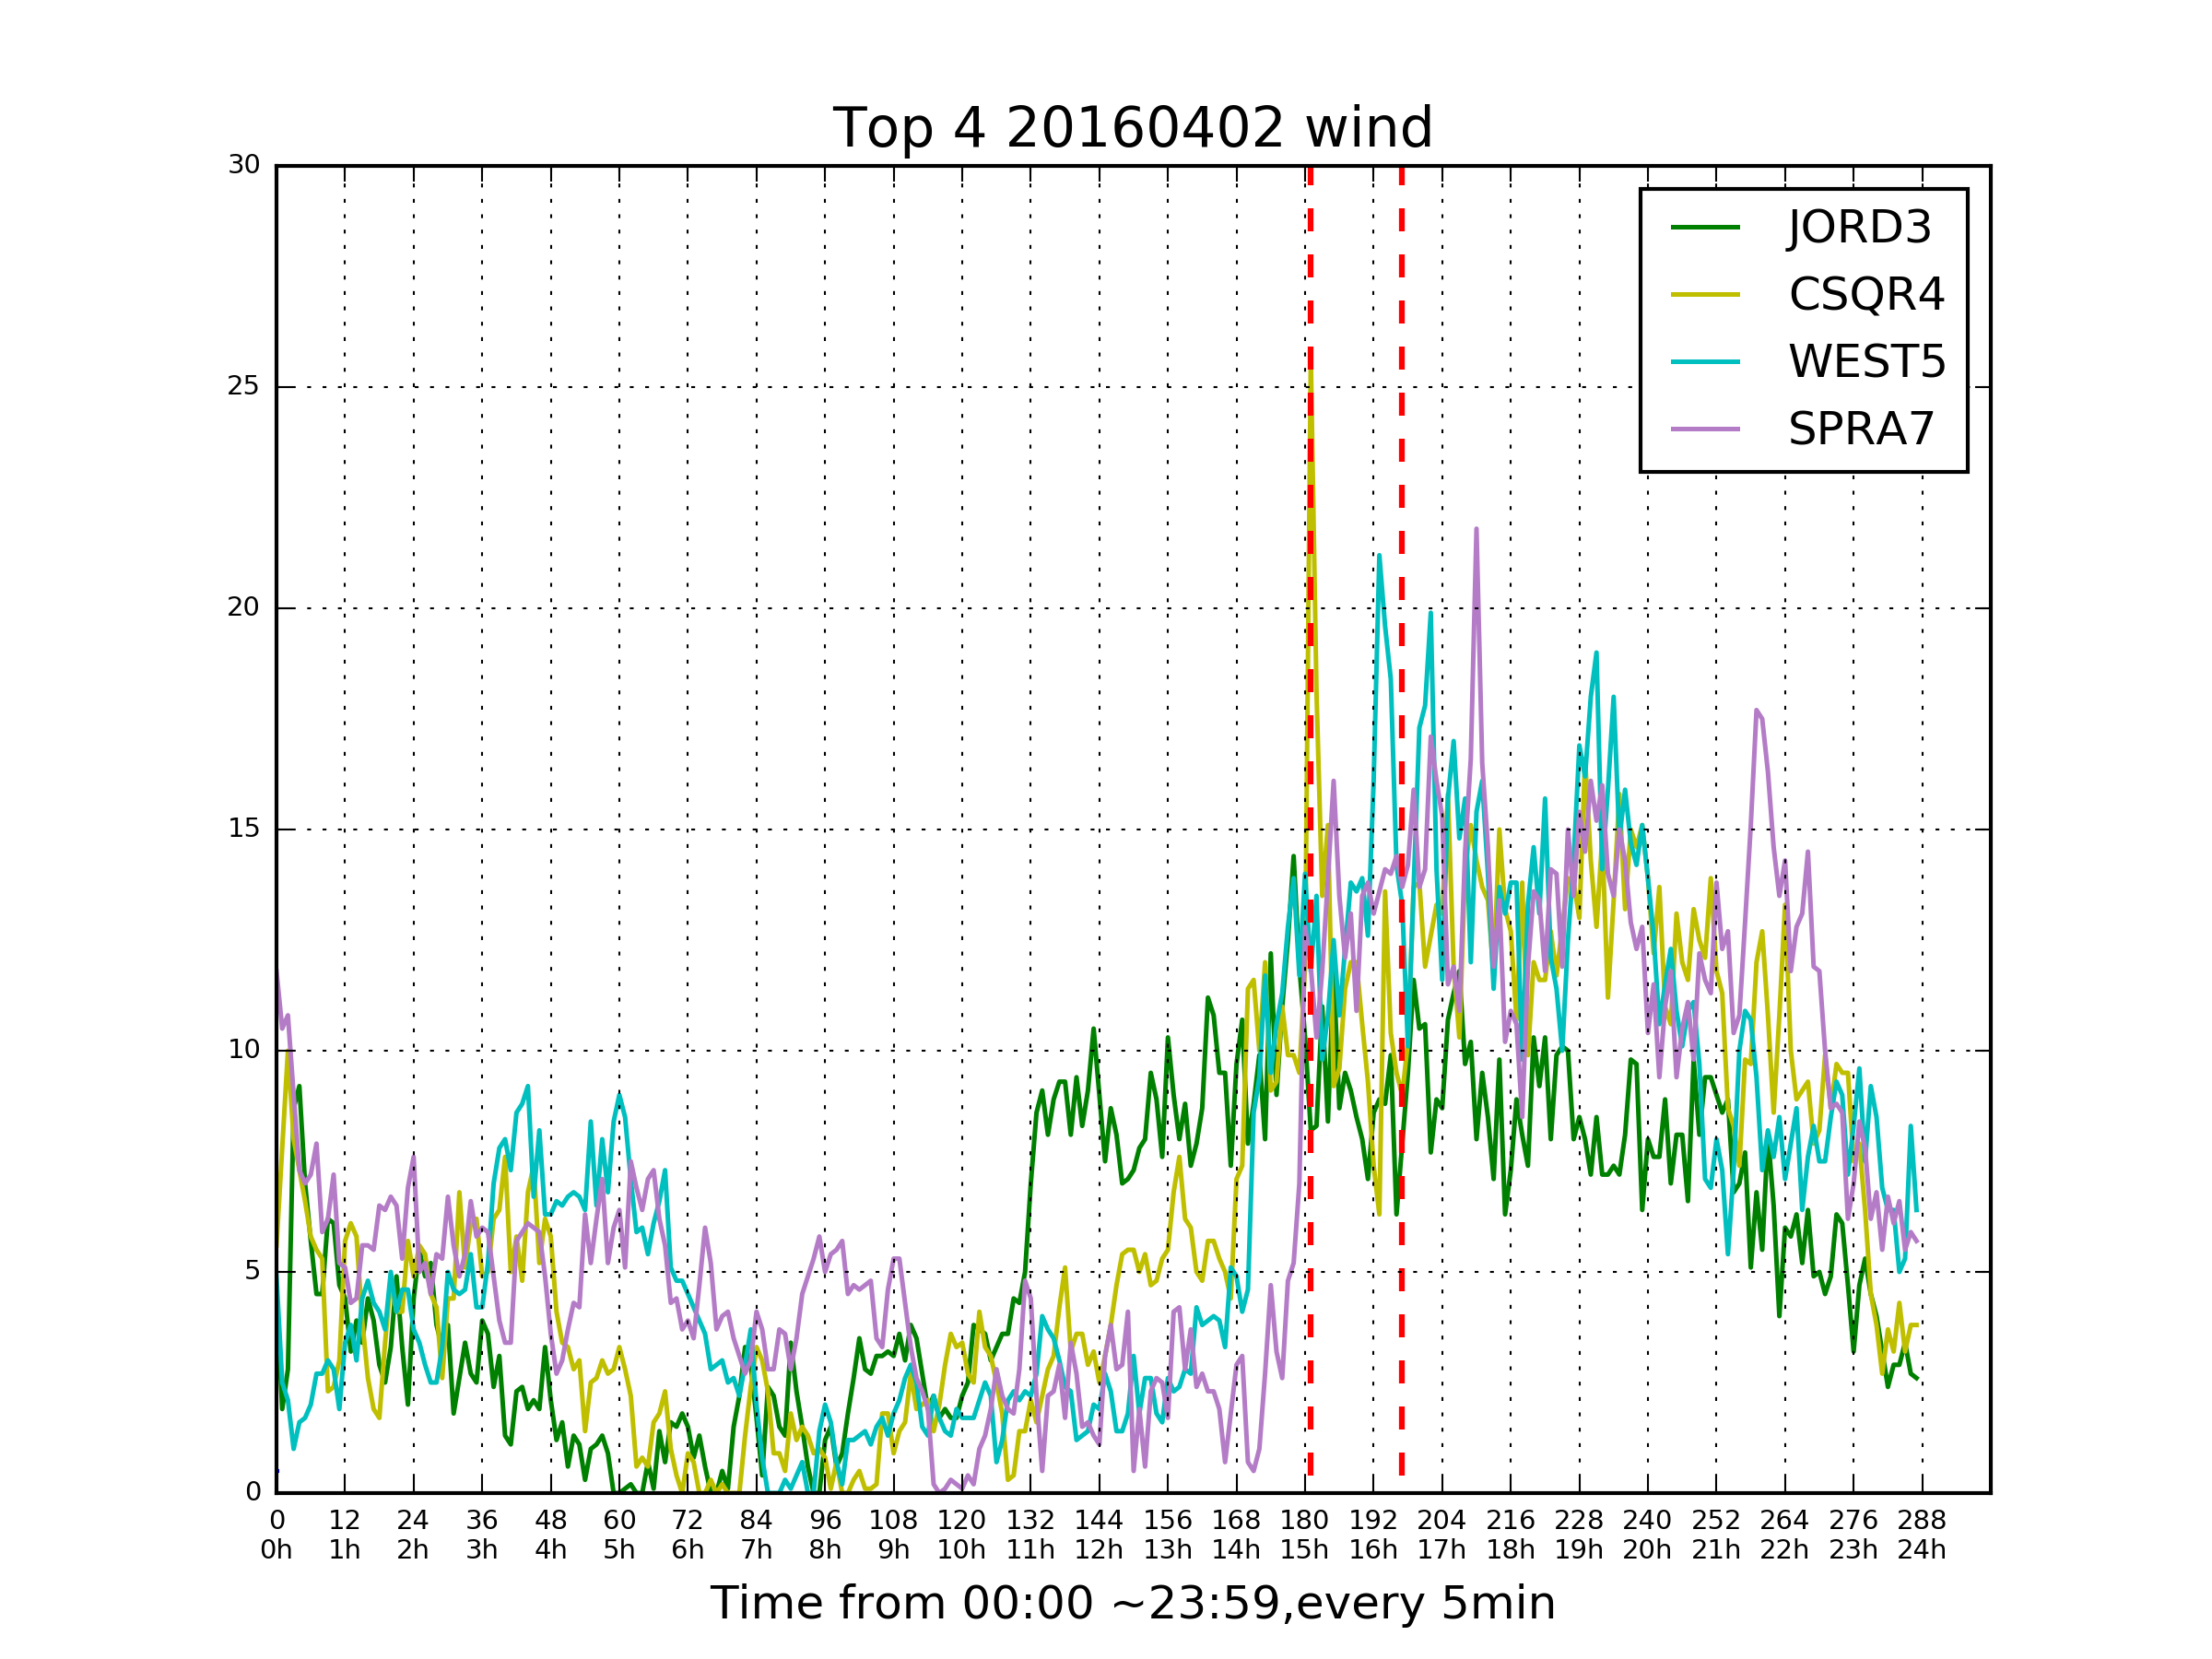 Top 4 20160402 wind
30
25
20
15
10
5
0
JORD3
CSQR4
WEST5
SPRA7
0 12 24 36 48 60 72 84 96 108 120 132 144 156 168 180 192 204 216 228 240 252 264 276 288
0h 1h 2h 3h 4h 5h 6h 7h 8h 9h 10h 11h 12h 13h 14h 15h 16h 17h 18h 19h 20h 21h 22h 23h 24h
Time from 00:00 ~23:59,every 5min